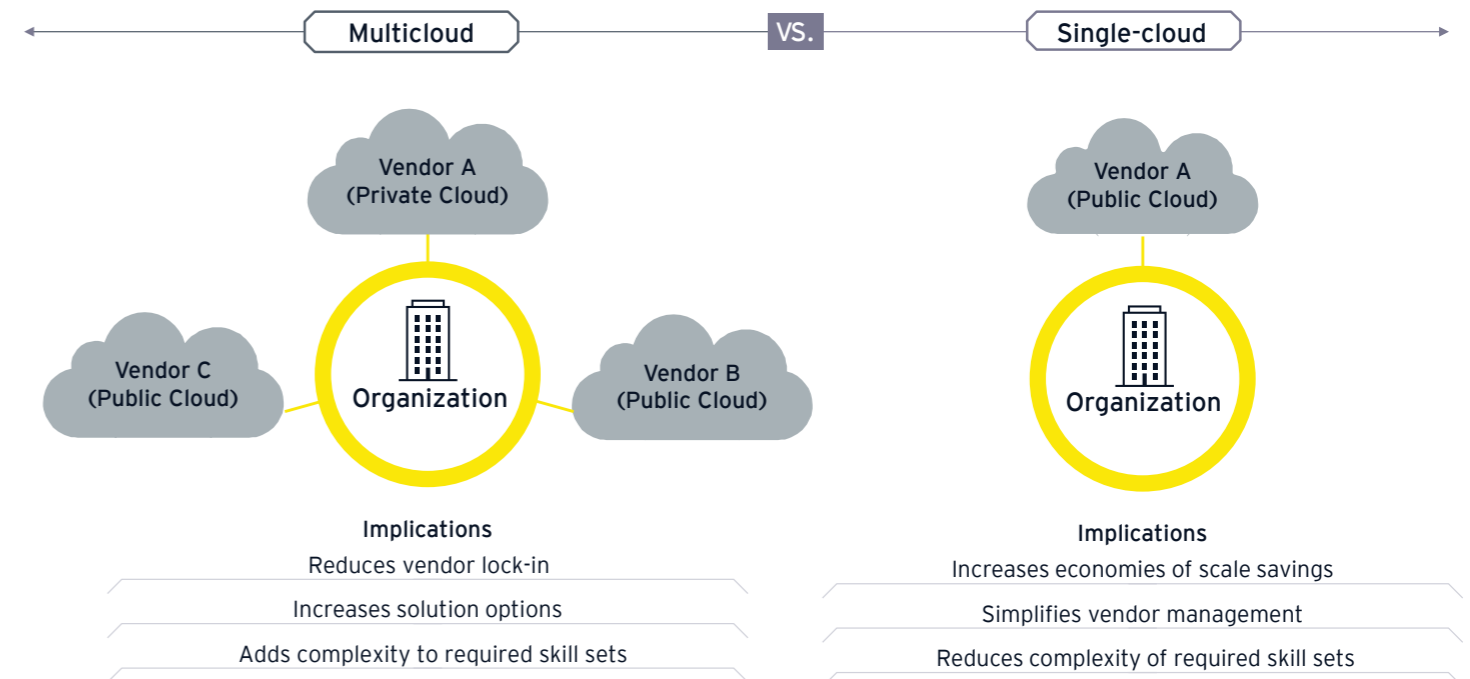 Multicloud
VS.
Single-cloud
Vendor A
(Private Cloud)
Vendor C
(Public Cloud)
Organization
Vendor B
(Public Cloud)
Implications
Reduces vendor lock-in
Increases solution options
Adds complexity to required skill sets
Vendor A
(Public Cloud)
Organization
Implications
Increases economies of scale savings
Simplifies vendor management
Reduces complexity of required skill sets